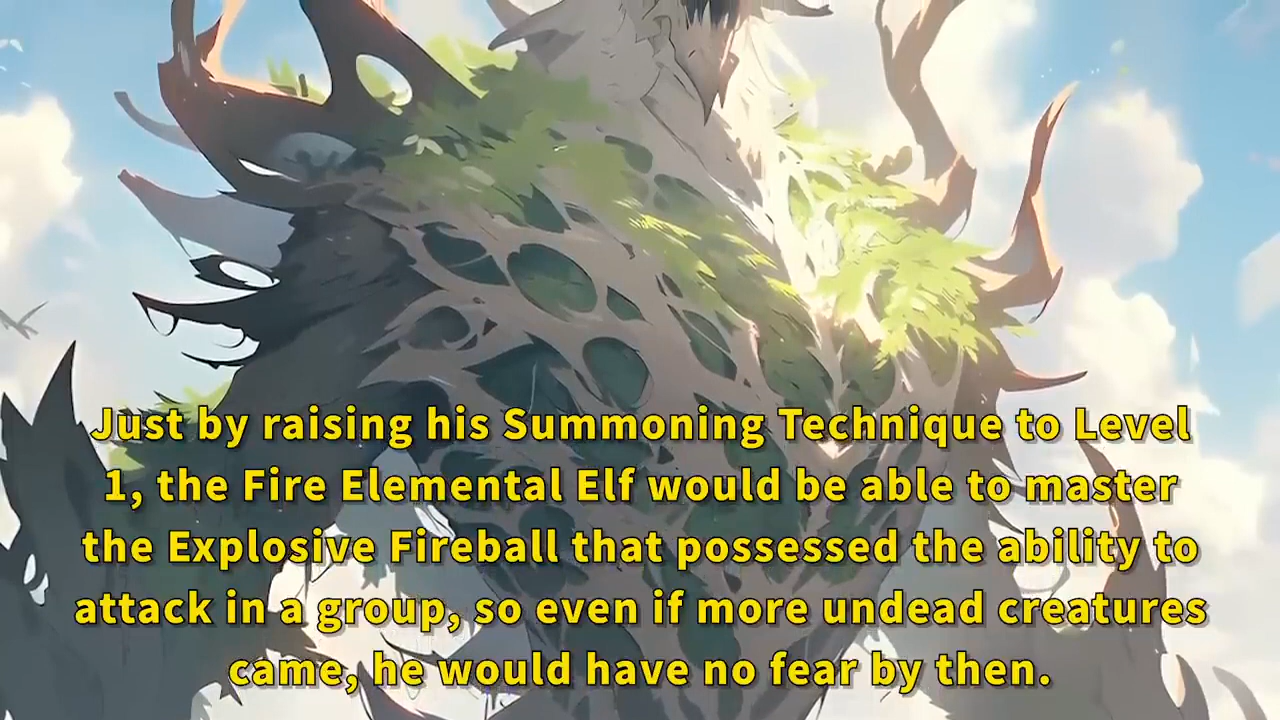 Just by raising his Summoning Technique to Level
1, the Fire Elemental Elf would be able to master
the Explosive Fireball that possessed the ability to
attack in a group, so even if more undead creatures
came, he would have no fear by then.